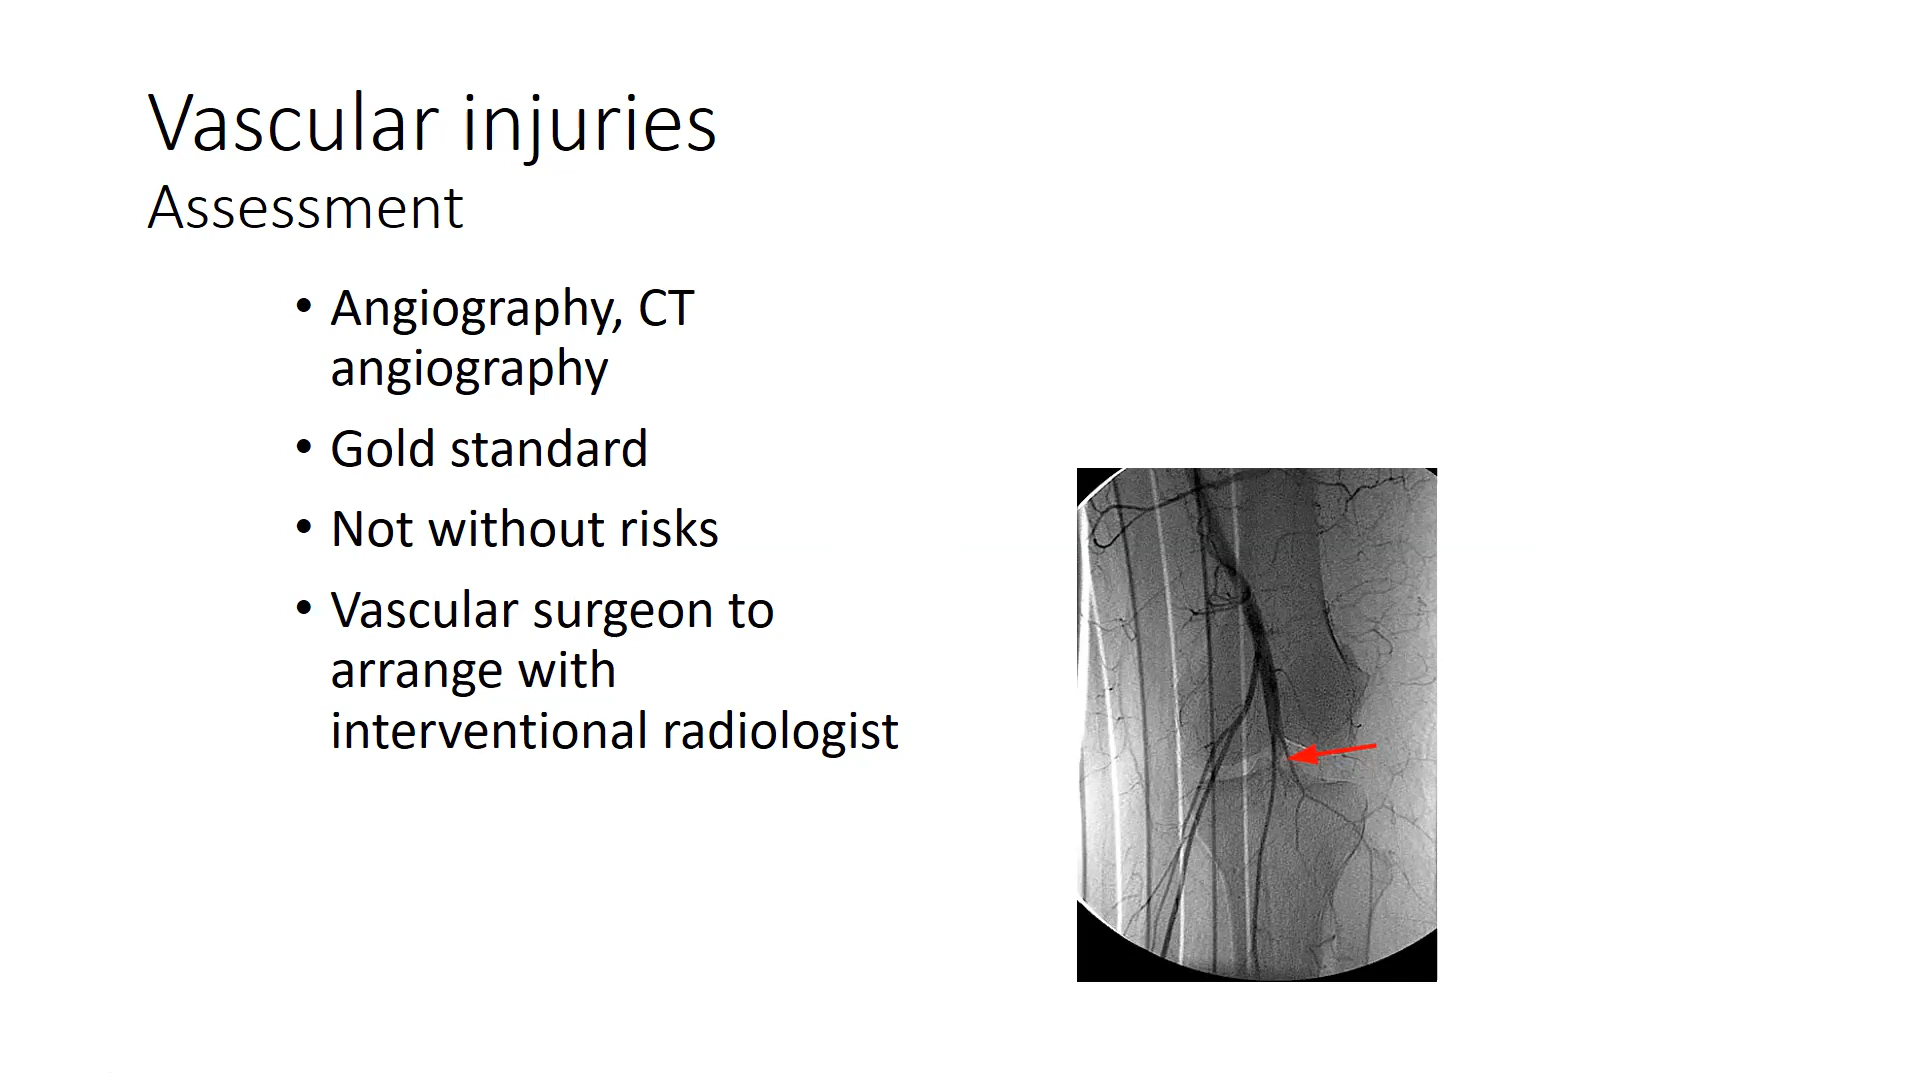 Vascular injuries
Assessment
• Angiography, CT
angiography
• Gold standard
• Not without risks
• Vascular surgeon to
arrange with
interventional radiologist